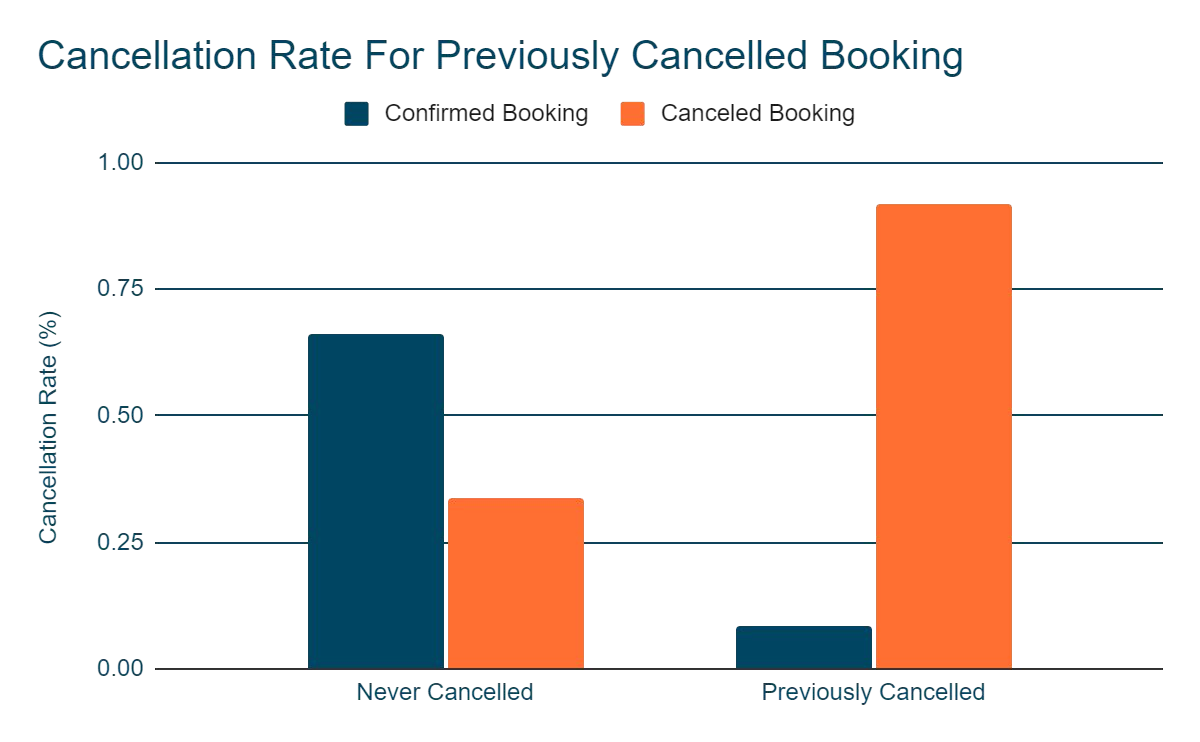 Cancellation Rate For Previously Cancelled Booking
Confirmed Booking Canceled Booking
1.00
0.75
0.50
0.25
0.00
Cancellation Rate (%)
Never Cancelled Previously Cancelled